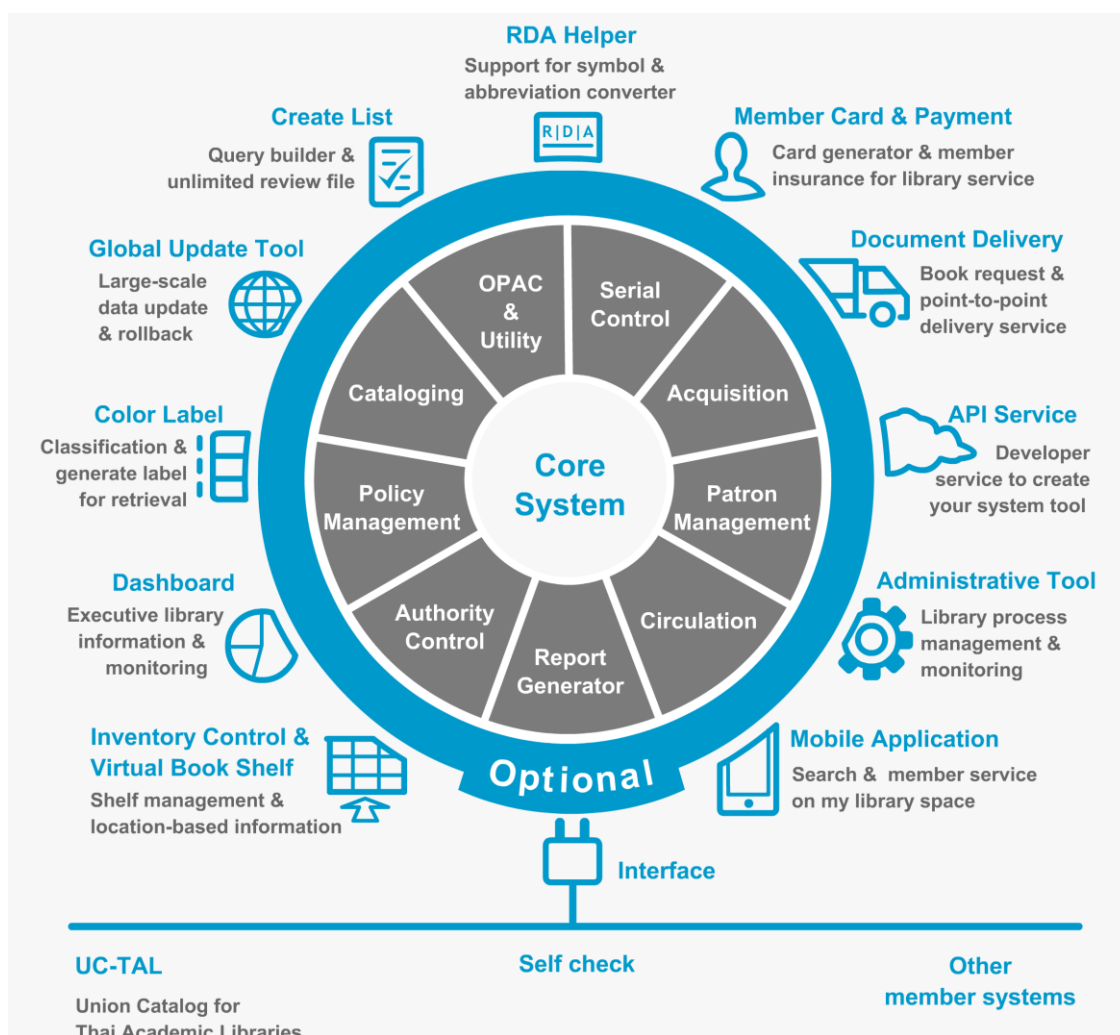 RDA Helper
Support for symbol &
abbreviation converter
R|D|A
Create List
Query builder &
unlimited review file
Member Card & Payment
Card generator & member
insurance for library service
Global Update Tool
Large-scale
data update
& rollback
Document Delivery
Book request &
point-to-point
delivery service
Color Label
Classification &
generate label
for retrieval
API Service
Developer
service to create
your system tool
Dashboard
Executive library
information &
monitoring
Administrative Tool
Library process
management &
monitoring
Inventory Control &
Virtual Book Shelf
Shelf management &
location-based information
Mobile Application
Search & member service
on my library space
OPAC
&
Utility
Serial
Control
Cataloging
Acquisition
Core
System
Policy
Management
Patron
Management
Authority
Control
Circulation
Report
Generator
Optional
Interface
UC-TAL
Union Catalog for
Thai Academic Libraries
Self check
Other
member systems